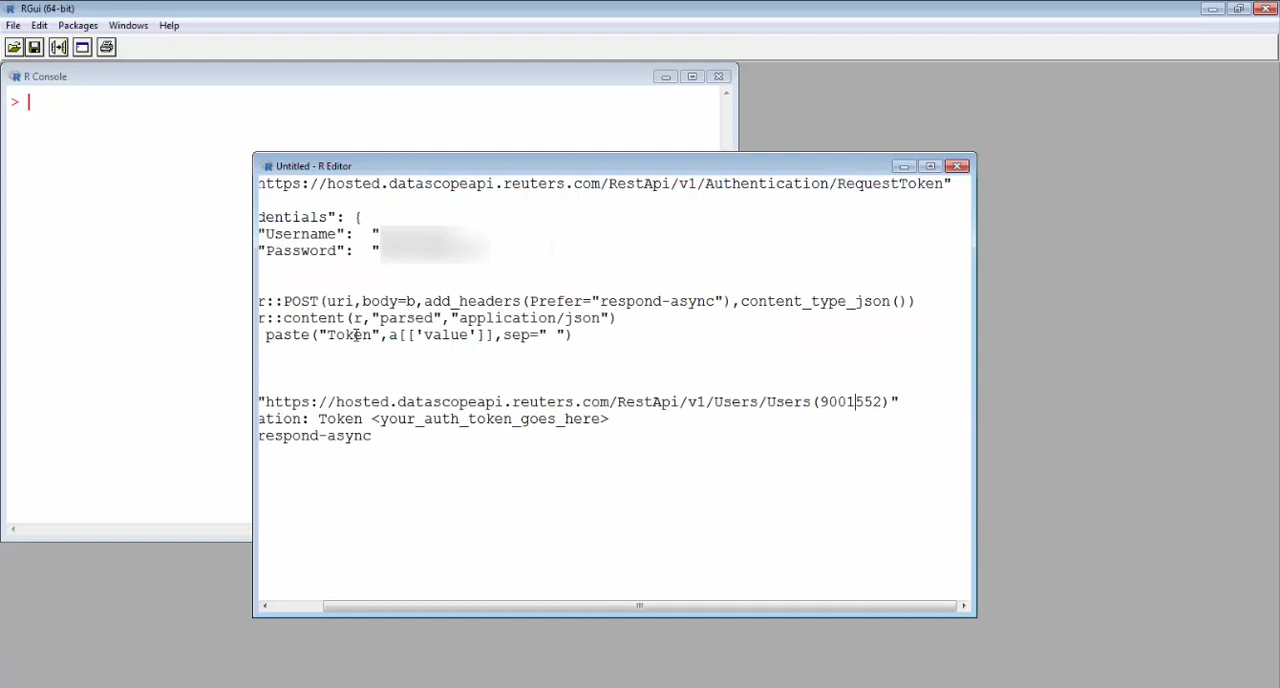 RGui (64-bit)
File Edit Packages Windows Help
R Console
>
Untitled - R Editor
https://hosted.datascopeapi.reuters.com/RestApi/v1/Authentication/RequestToken"
dentials": {
"Username": "
"Password": "
r::POST(uri,body=b,add_headers(Prefer="respond-async"),content_type_json())
r::content(r,"parsed","application/json")
paste("Token",a[['value']],sep=" ")
"https://hosted.datascopeapi.reuters.com/RestApi/v1/Users/Users(9001552)"
ation: Token <your_auth_token_goes_here>
respond-async